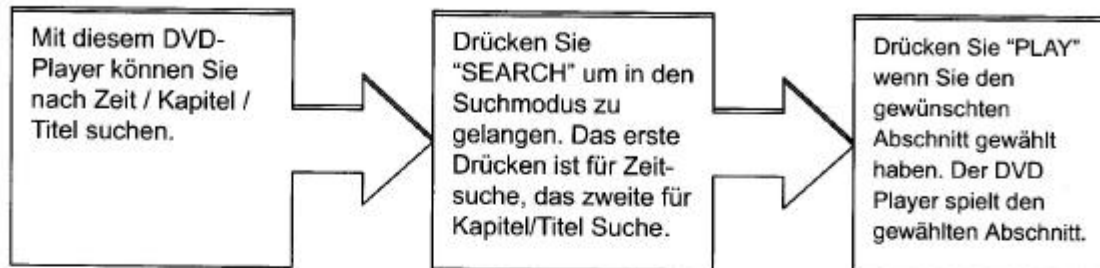 Mit diesem DVD-
Player können Sie
nach Zeit / Kapitel /
Titel suchen.
Drücken Sie
“SEARCH” um in den
Suchmodus zu
gelangen. Das erste
Drücken ist für Zeit-
suche, das zweite für
Kapitel/Titel Suche.
Drücken Sie “PLAY”
wenn Sie den
gewünschten
Abschnitt gewählt
haben. Der DVD
Player spielt den
gewählten Abschnitt.